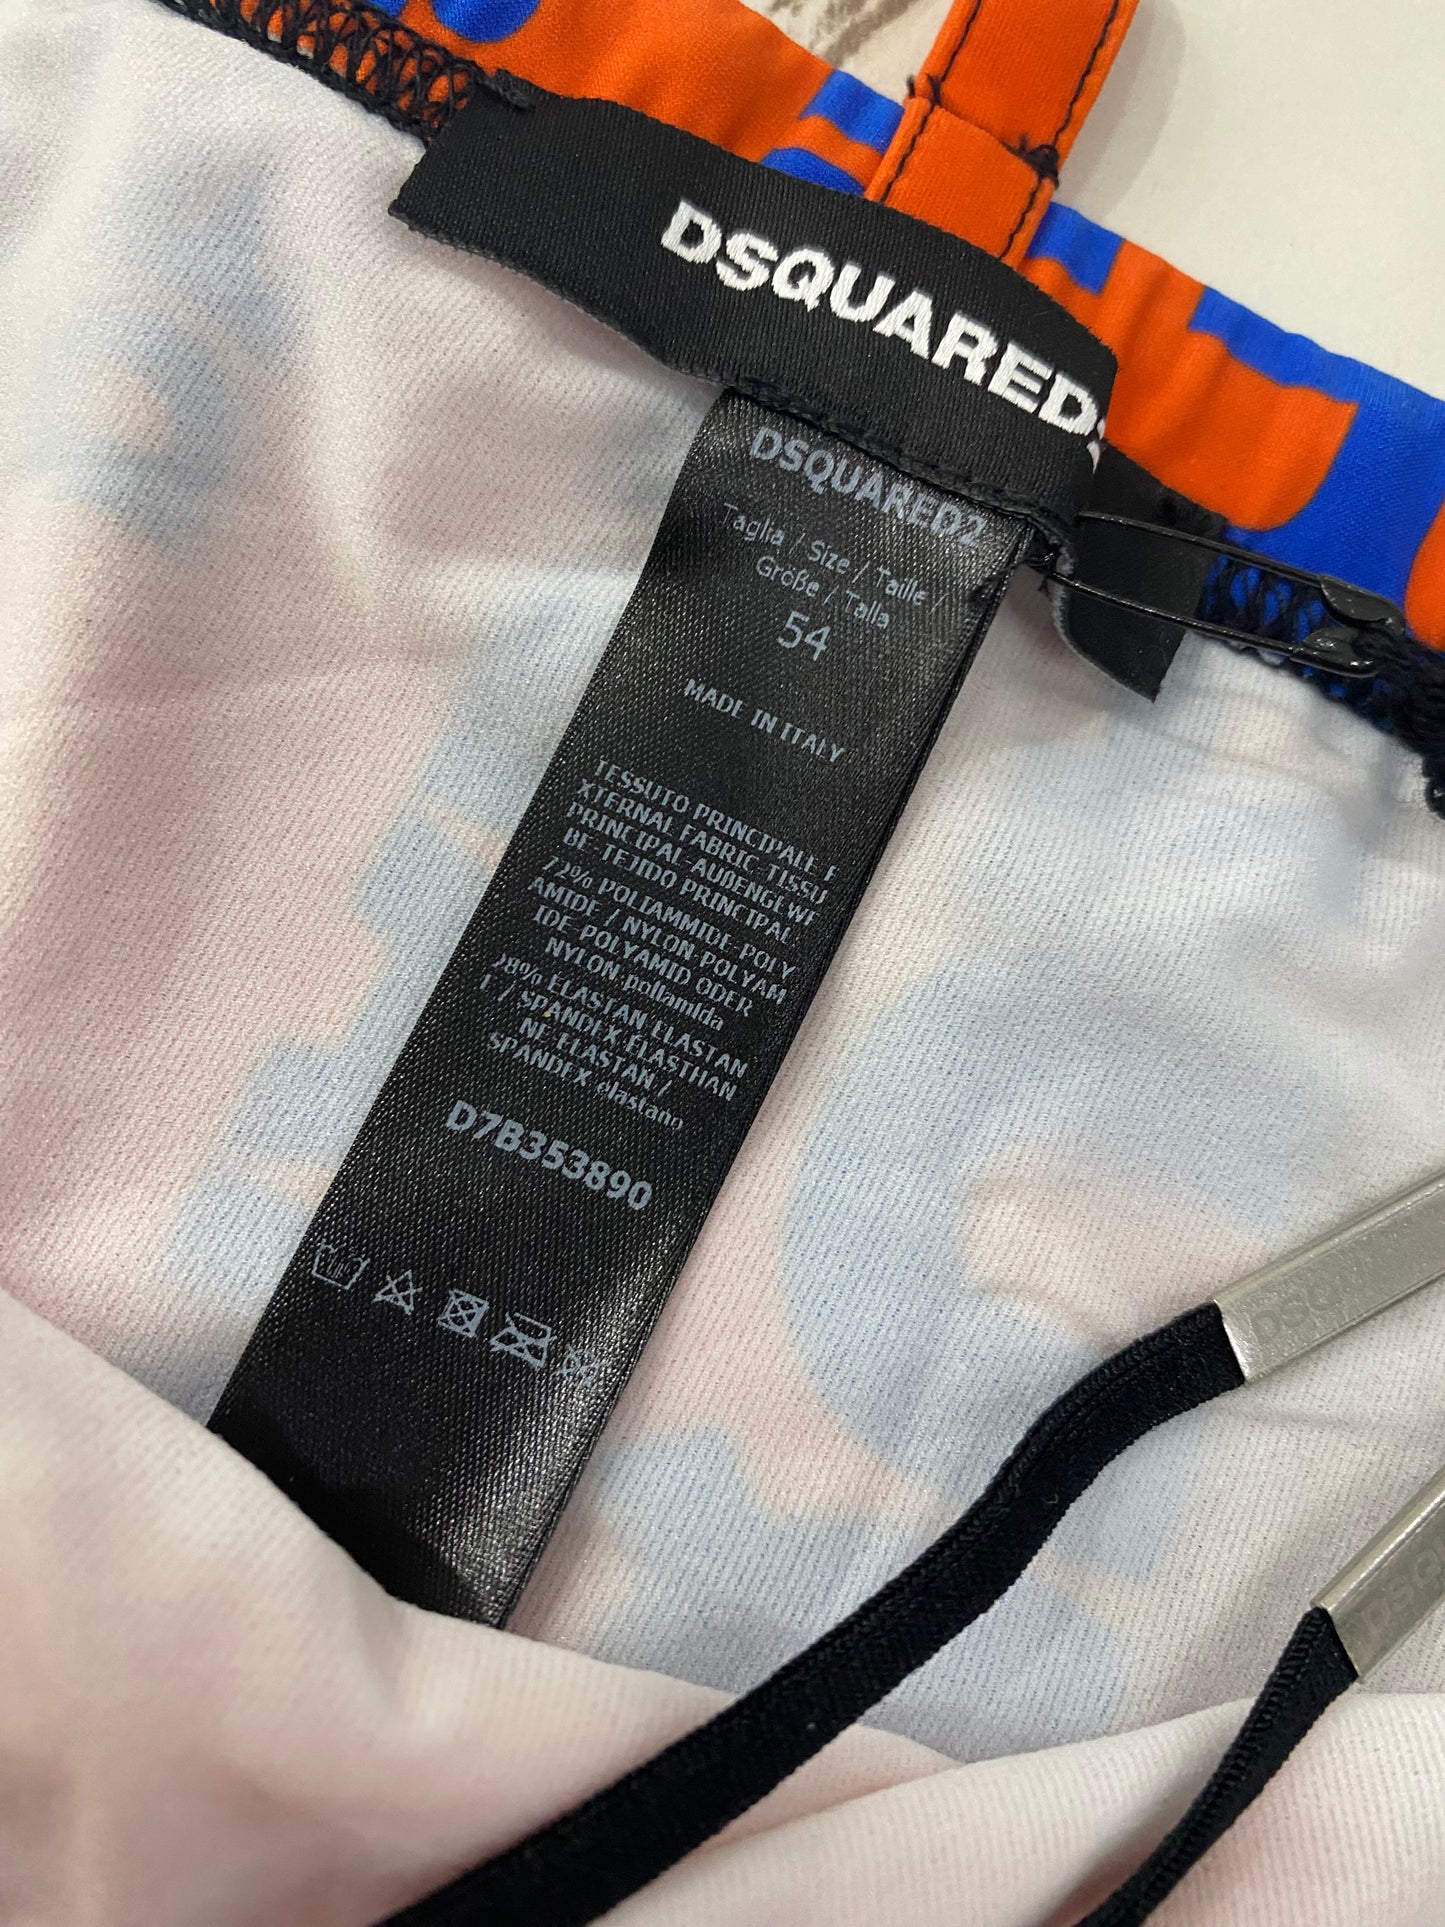 DSQUARED2
DSQUARED2
Taglia / Size / Taille /
Größe / Talla
54
MADE IN ITALY
TESSUTO PRINCIPALE-E
XTERNAL FABRIC-TISSU
PRINCIPAL-AUßENGEWE
BE-TEJIDO PRINCIPAL
72% POLIAMMIDE-POLY
AMIDE / NYLON-POLYAM
IDE-POLYAMID ODER
NYLON-poliamida
28% ELASTAN ELASTAN
E / SPANDEX-ELASTHAN
NE-ELASTAN /
SPANDEX-elastano
D7B353890